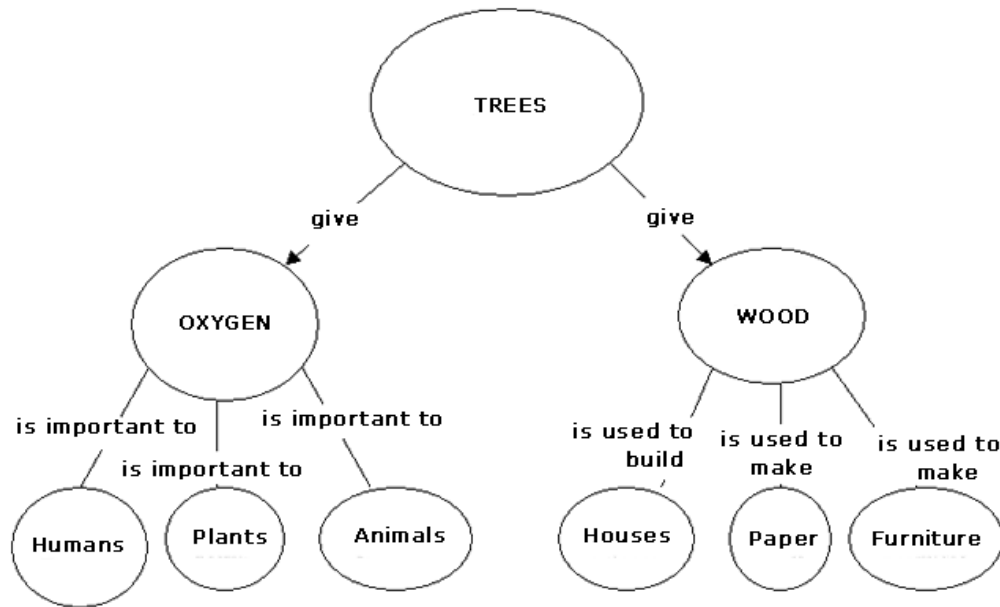 TREES
give
give
OXYGEN
WOOD
is important to
is important to
is important to
is used to
build
is used to
make
is used to
make
Humans
Plants
Animals
Houses
Paper
Furniture